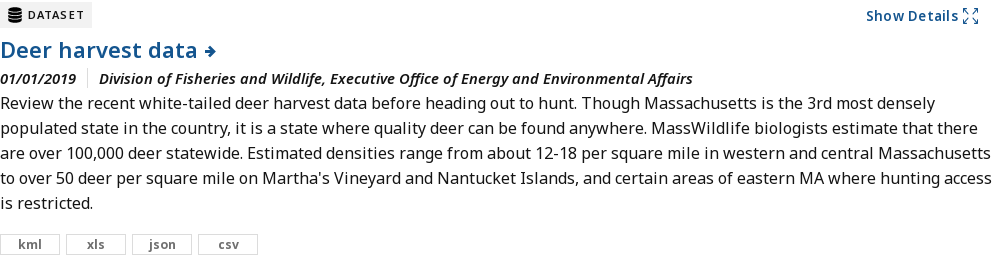 DATASET
Show Details
Deer harvest data
01/01/2019 Division of Fisheries and Wildlife, Executive Office of Energy and Environmental Affairs
Review the recent white-tailed deer harvest data before heading out to hunt. Though Massachusetts is the 3rd most densely
populated state in the country, it is a state where quality deer can be found anywhere. MassWildlife biologists estimate that there
are over 100,000 deer statewide. Estimated densities range from about 12-18 per square mile in western and central Massachusetts
to over 50 deer per square mile on Martha's Vineyard and Nantucket Islands, and certain areas of eastern MA where hunting access
is restricted.
kml xls json csv